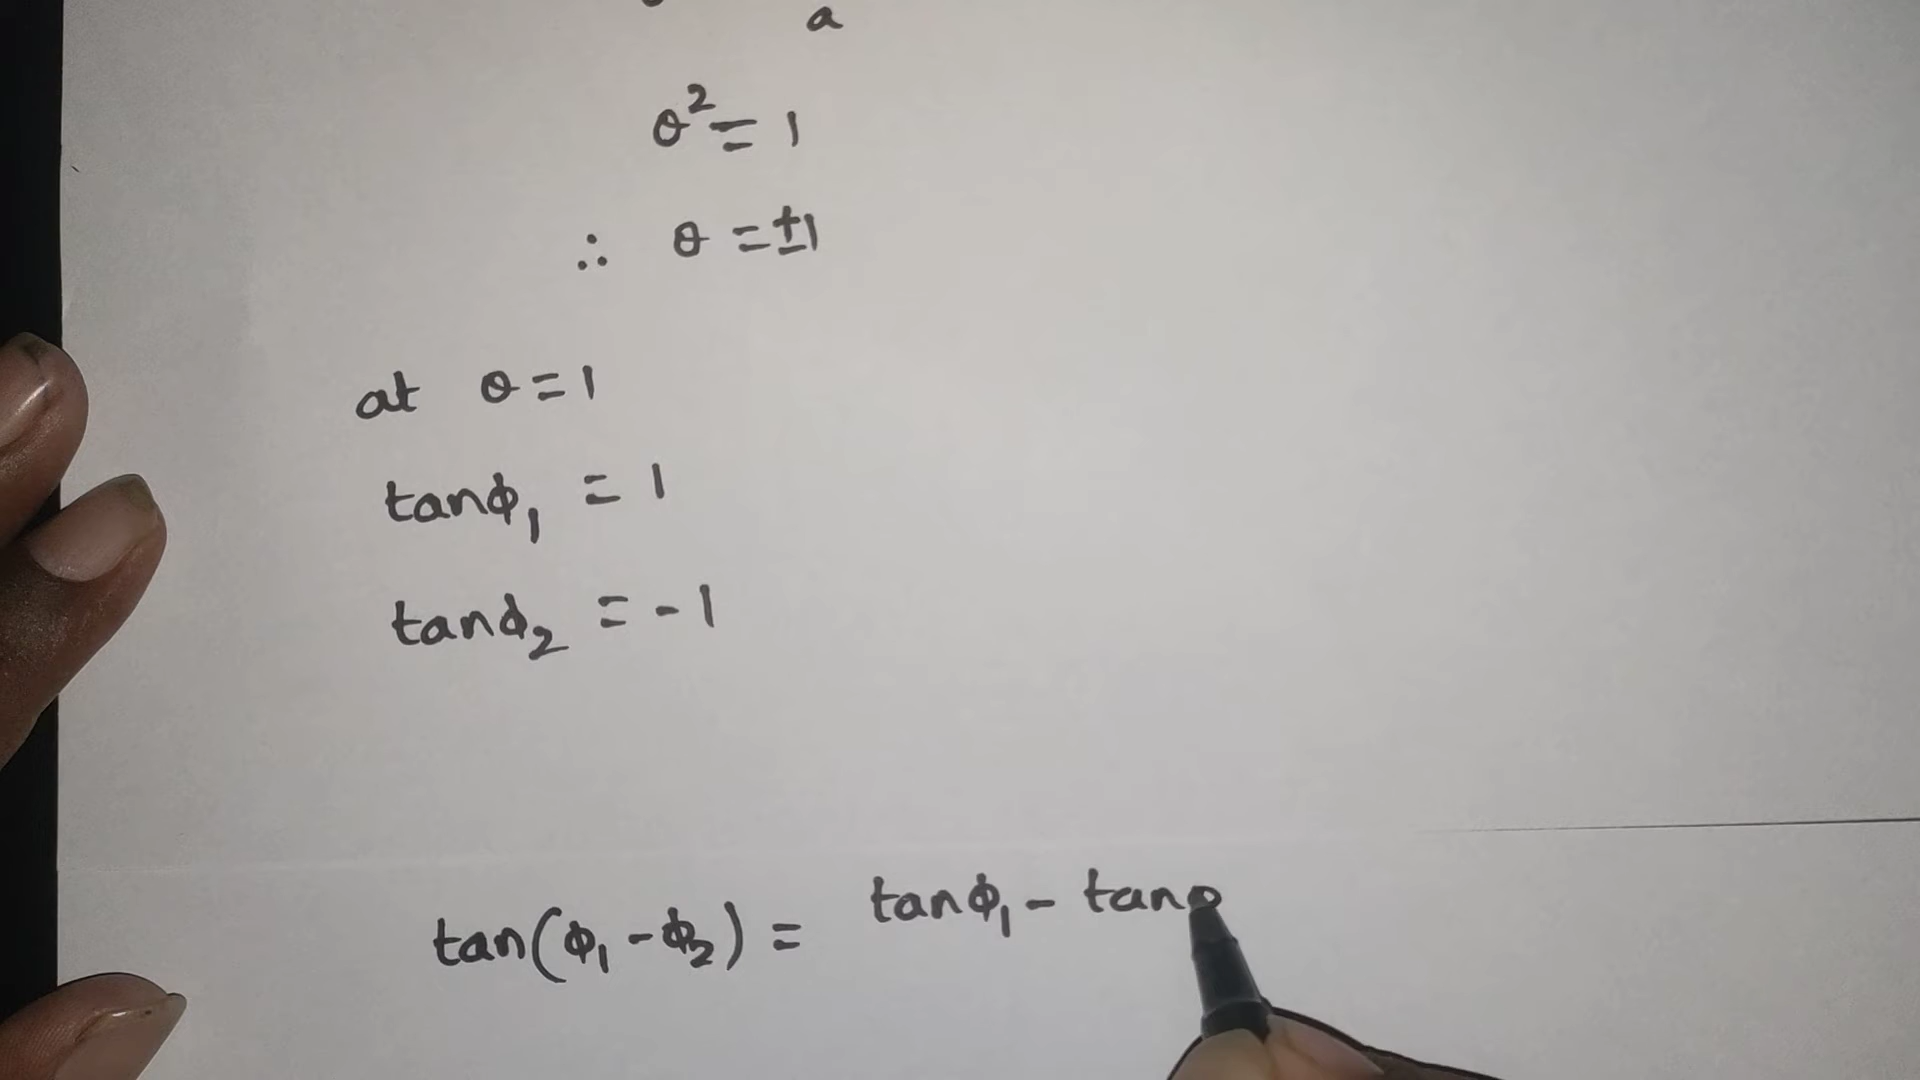 a
θ² = 1
∴ θ = ±1
at θ = 1
tanϕ₁ = 1
tanϕ₂ = -1
tan(ϕ₁ - ϕ₂) = tanϕ₁ - tan